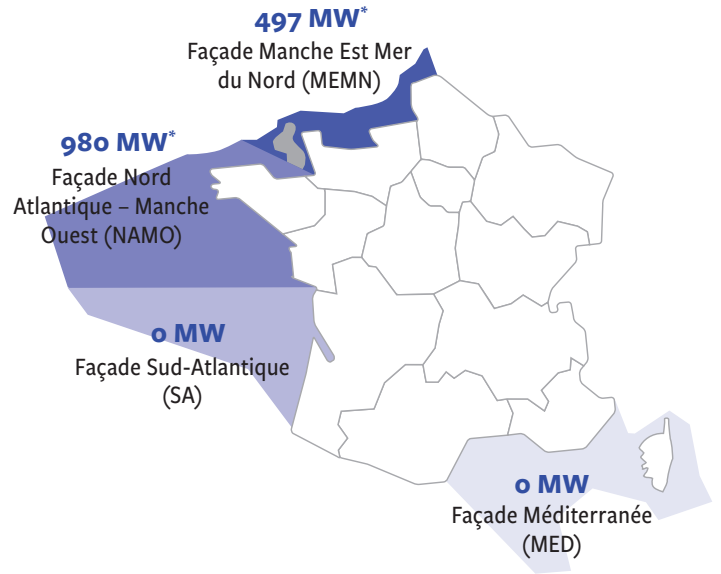 497 MW*
Façade Manche Est Mer
du Nord (MEMN)
980 MW*
Façade Nord
Atlantique – Manche
Ouest (NAMO)
0 MW
Façade Sud-Atlantique
(SA)
0 MW
Façade Méditerranée
(MED)